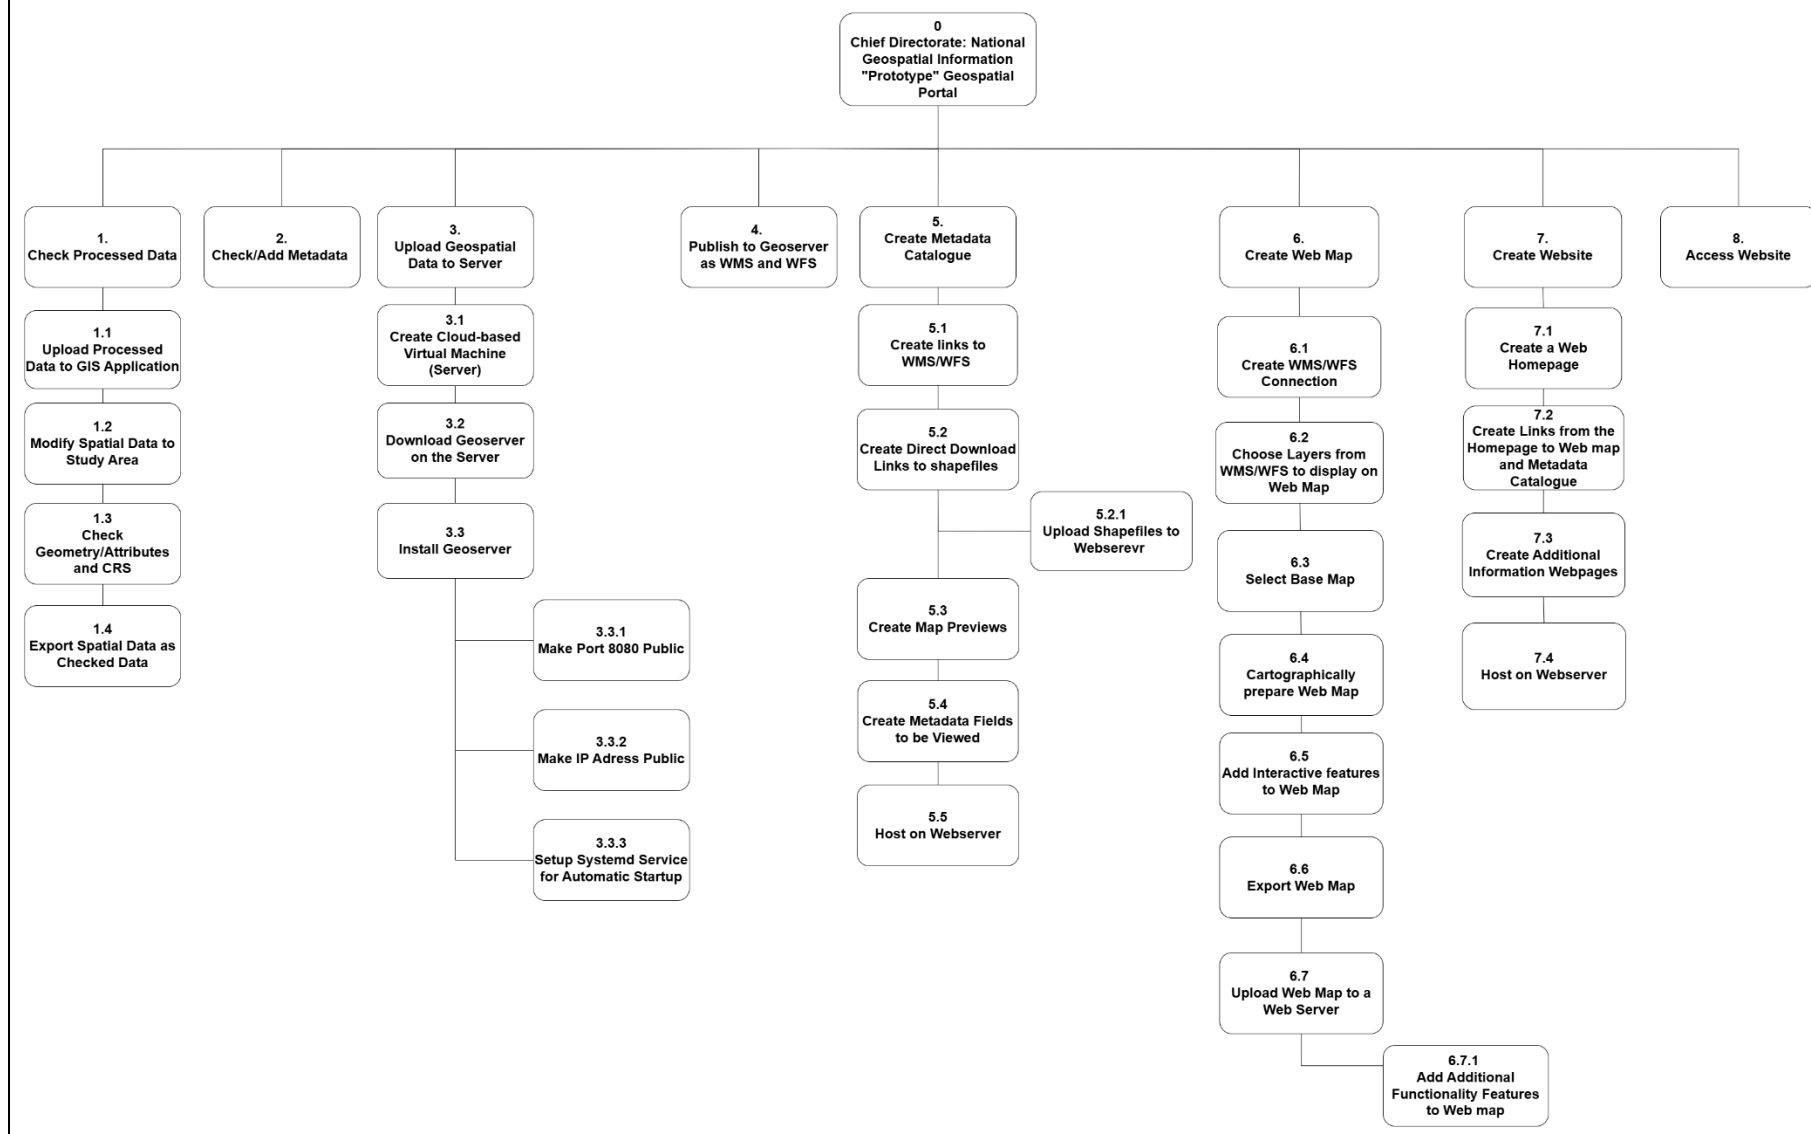 0
Chief Directorate: National
Geospatial Information
"Prototype" Geospatial
Portal
1.
Check Processed Data
2.
Check/Add Metadata
3.
Upload Geospatial
Data to Server
4.
Publish to Geoserver
as WMS and WFS
5.
Create Metadata
Catalogue
6.
Create Web Map
7.
Create Website
8.
Access Website
1.1
Upload Processed
Data to GIS Application
1.2
Modify Spatial Data to
Study Area
1.3
Check
Geometry/Attributes
and CRS
1.4
Export Spatial Data as
Checked Data
3.1
Create Cloud-based
Virtual Machine
(Server)
3.2
Download Geoserver
on the Server
3.3
Install Geoserver
3.3.1
Make Port 8080 Public
3.3.2
Make IP Adress Public
3.3.3
Setup Systemd Service
for Automatic Startup
5.1
Create links to
WMS/WFS
5.2
Create Direct Download
Links to shapefiles
5.2.1
Upload Shapefiles to
Webserevr
5.3
Create Map Previews
5.4
Create Metadata Fields
to be Viewed
5.5
Host on Webserver
6.1
Create WMS/WFS
Connection
6.2
Choose Layers from
WMS/WFS to display on
Web Map
6.3
Select Base Map
6.4
Cartographically
prepare Web Map
6.5
Add Interactive features
to Web Map
6.6
Export Web Map
6.7
Upload Web Map to a
Web Server
6.7.1
Add Additional
Functionality Features
to Web map
7.1
Create a Web
Homepage
7.2
Create Links from the
Homepage to Web map
and Metadata
Catalogue
7.3
Create Additional
Information Webpages
7.4
Host on Webserver